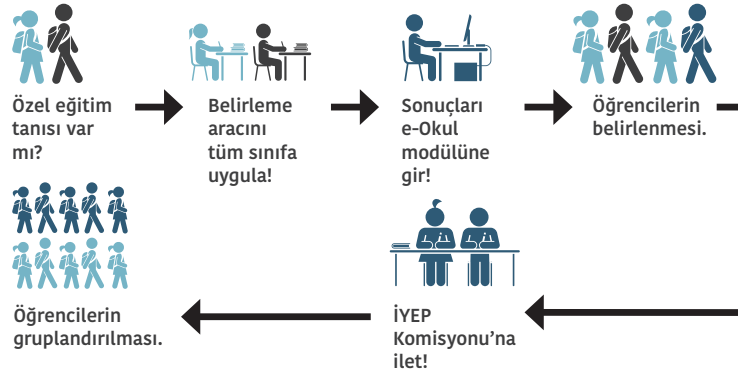 Özel eğitim
tanısı var
mı?
Belirleme
aracını
tüm sınıfa
uygula!
Sonuçları
e-Okul
modülüne
gir!
Öğrencilerin
belirlenmesi.
İYEP
Komisyonu’na
ilet!
Öğrencilerin
gruplandırılması.